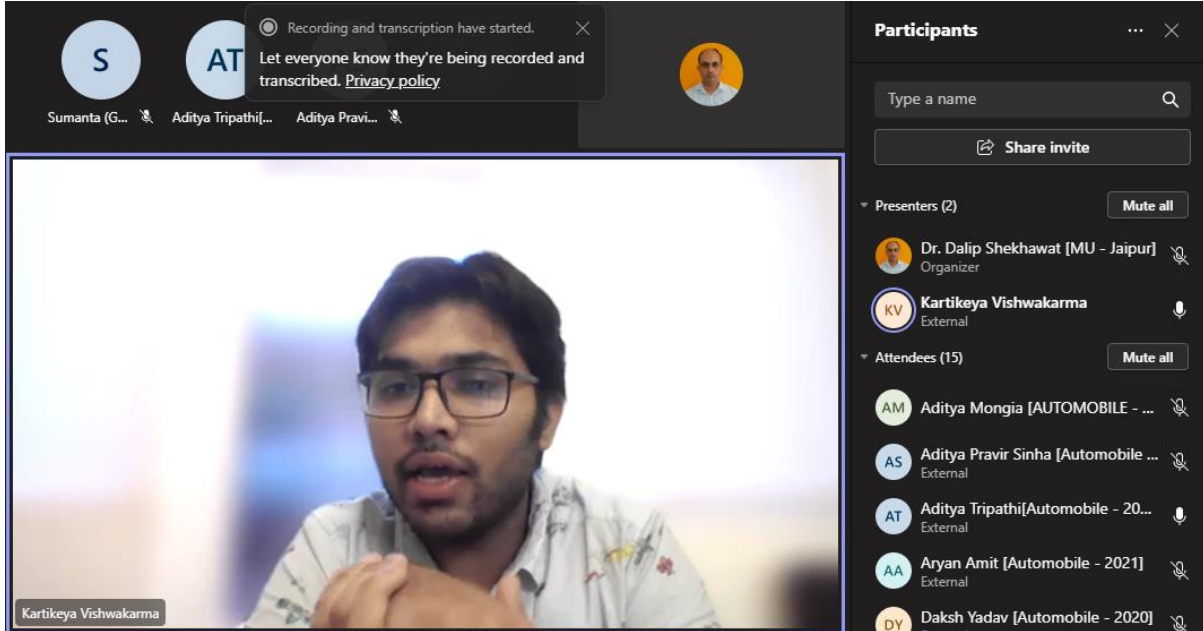 Recording and transcription have started.
Let everyone know they're being recorded and
transcribed. Privacy policy
S
AT
Sumanta (G...
Aditya Tripathi[...
Aditya Pravi...
Kartikeya Vishwakarma
Participants
Type a name
Share invite
Presenters (2)
Mute all
Dr. Dalip Shekhawat [MU - Jaipur]
Organizer
KV
Kartikeya Vishwakarma
External
Attendees (15)
Mute all
AM
Aditya Mongia [AUTOMOBILE - ...
AS
Aditya Pravir Sinha [Automobile ...
External
AT
Aditya Tripathi[Automobile - 20...
External
AA
Aryan Amit [Automobile - 2021]
External
DY
Daksh Yadav [Automobile - 2020]